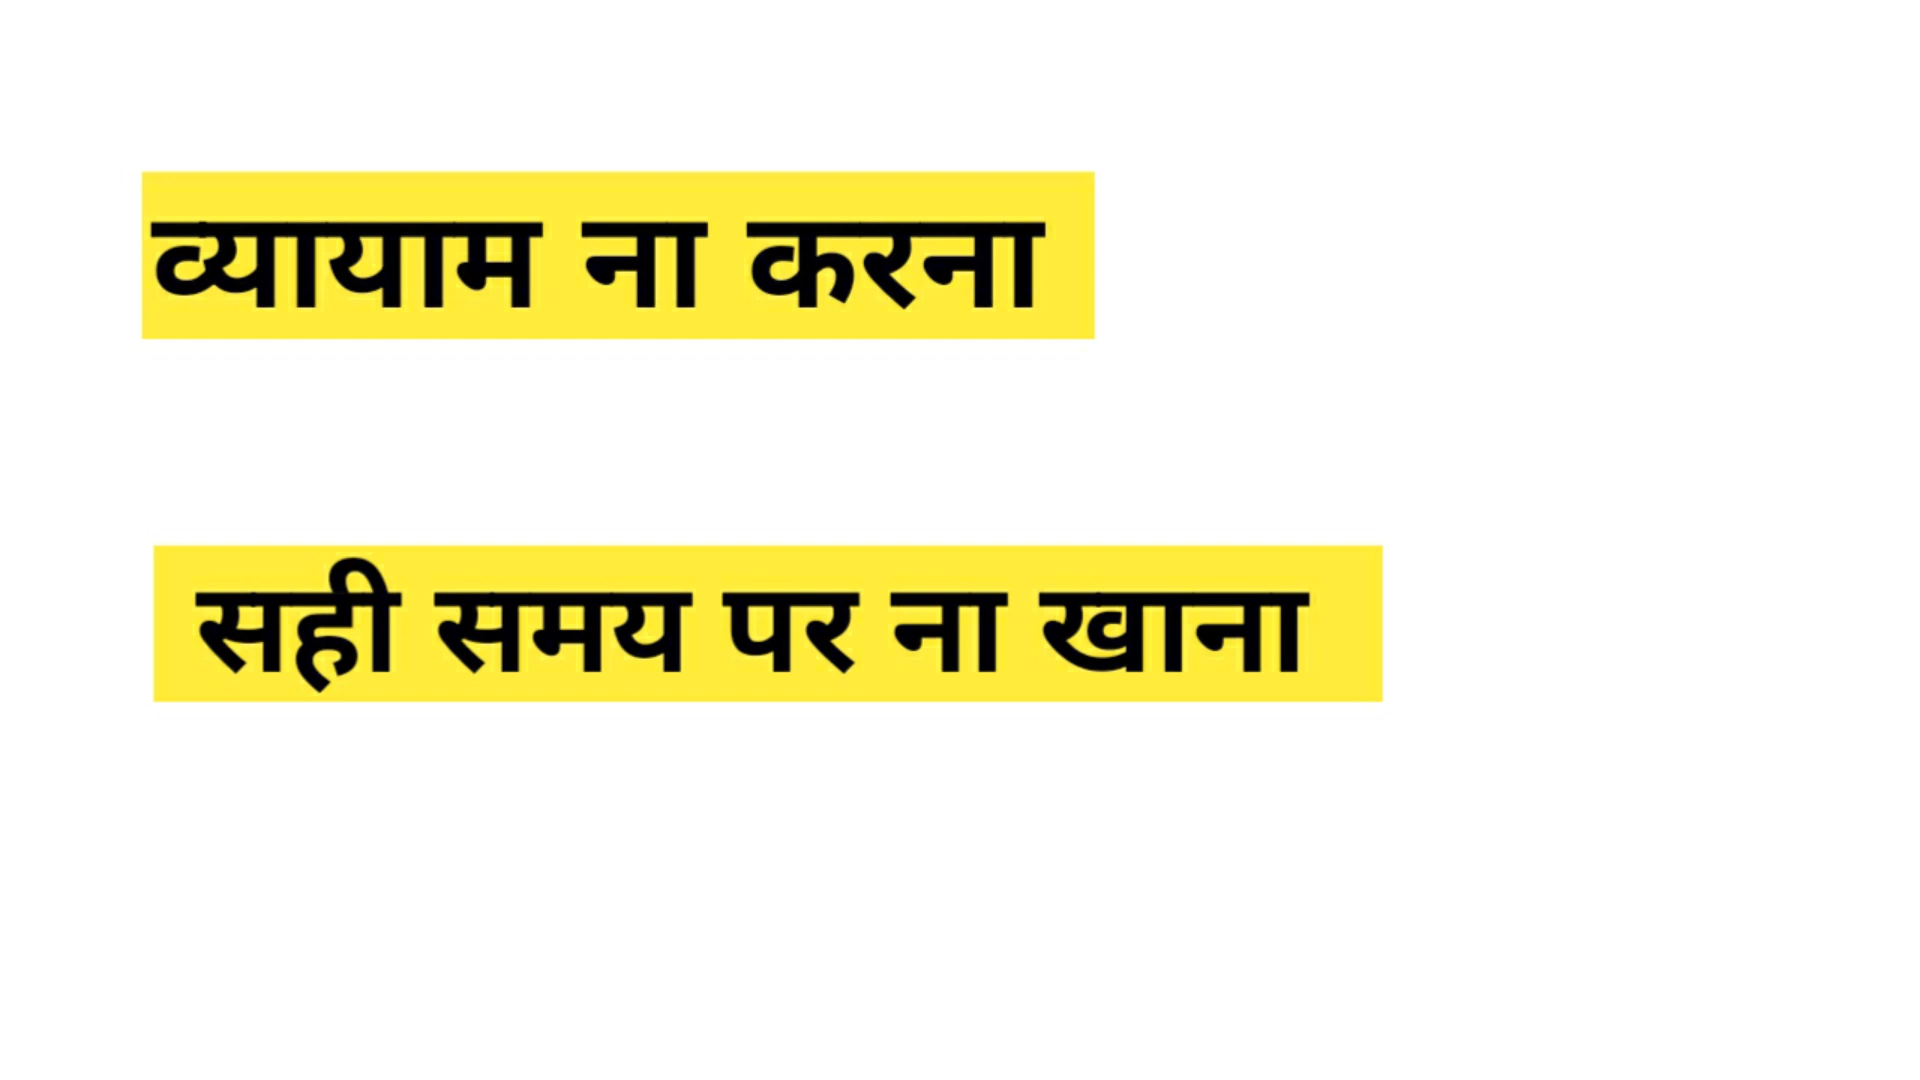 व्यायाम ना करना
सही समय पर ना खाना